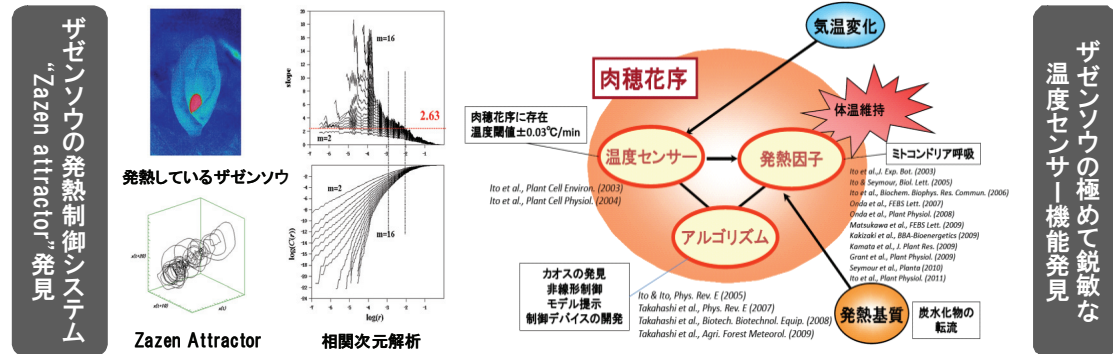 ザゼンソウの発熱制御システム
“Zazen attractor”発見
発熱しているザゼンソウ
Zazen Attractor
slope
m=16
2.63
m=2
20
18
16
14
12
10
8
6
4
2
0
m=2
m=16
log(C(r))
log(r)
相関次元解析
気温変化
肉穂花序
体温維持
肉穂花序に存在
温度閾値±0.03℃/min
温度センサー
発熱因子
ミトコンドリア呼吸
Ito et al., Plant Cell Environ. (2003)
Ito et al., Plant Cell Physiol. (2004)
Ito et al.,J. Exp. Bot. (2003)
Ito & Seymour, Biol. Lett. (2005)
Ito et al., Biochem. Biophys. Res. Commun. (2006)
Onda et al., FEBS Lett. (2007)
Onda et al., Plant Physiol. (2008)
Matsukawa et al., FEBS Lett. (2009)
Kakizaki et al., BBA-Bioenergetics (2009)
Kamata et al., J. Plant Res. (2009)
Grant et al., Plant Physiol. (2009)
Seymour et al., Planta (2010)
Ito et al., Plant Physiol. (2011)
アルゴリズム
カオスの発見
非線形制御
モデル提示
制御デバイスの開発
Ito & Ito, Phys. Rev. E (2005)
Takahashi et al., Phys. Rev. E (2007)
Takahashi et al., Biotech. Biotechnol. Equip. (2008)
Takahashi et al., Agri. Forest Meteorol. (2009)
発熱基質
炭水化物の
転流
ザゼンソウの極めて鋭敏な
温度センサー機能発見